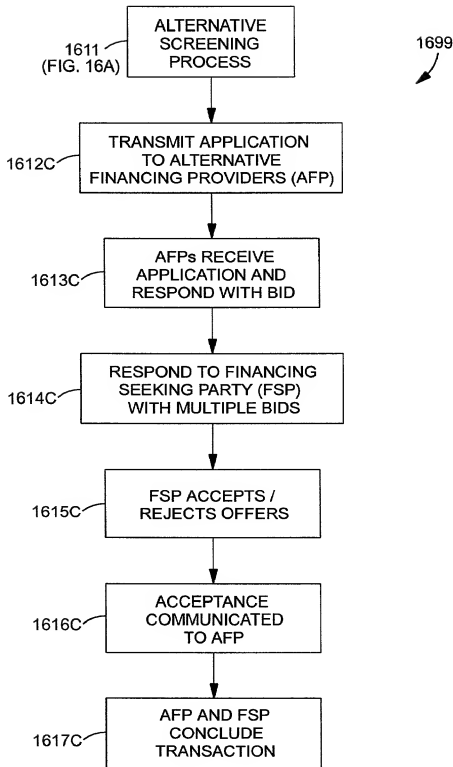 ALTERNATIVE
SCREENING
PROCESS
1611
(FIG. 16A)
1699
TRANSMIT APPLICATION
TO ALTERNATIVE
FINANCING PROVIDERS (AFP)
1612C
AFPs RECEIVE
APPLICATION AND
RESPOND WITH BID
1613C
RESPOND TO FINANCING
SEEKING PARTY (FSP)
WITH MULTIPLE BIDS
1614C
FSP ACCEPTS /
REJECTS OFFERS
1615C
ACCEPTANCE
COMMUNICATED
TO AFP
1616C
AFP AND FSP
CONCLUDE
TRANSACTION
1617C